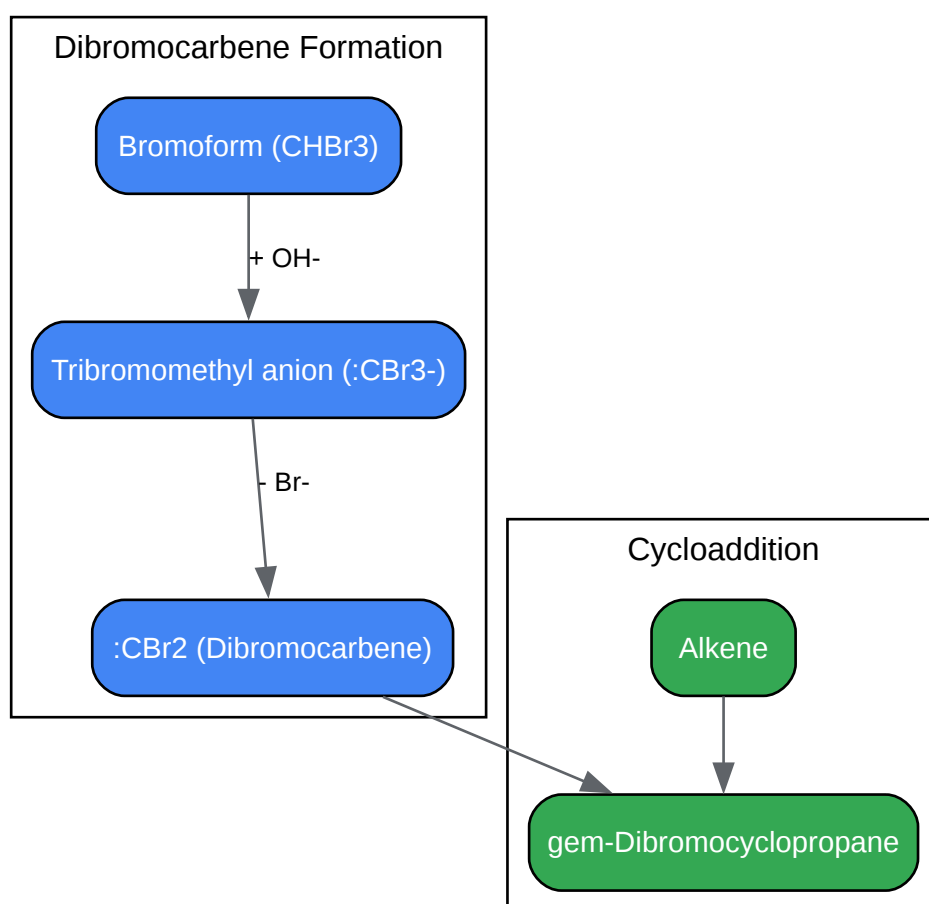 Dibromocarbene Formation
Bromoform (CHBr3)
+ OH-
Tribromomethyl anion (:CBr3-)
- Br-
:CBr2 (Dibromocarbene)
Cycloaddition
Alkene
gem-Dibromocyclopropane